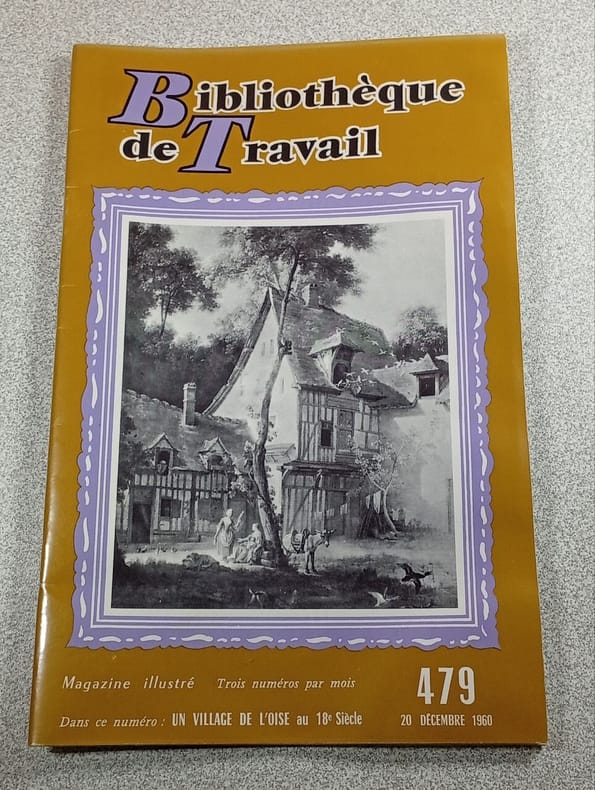 Bibliothèque
de Travail
Magazine illustré Trois numéros par mois 479
Dans ce numéro : UN VILLAGE DE L'OISE au 18e Siècle 20 DÉCEMBRE 1960